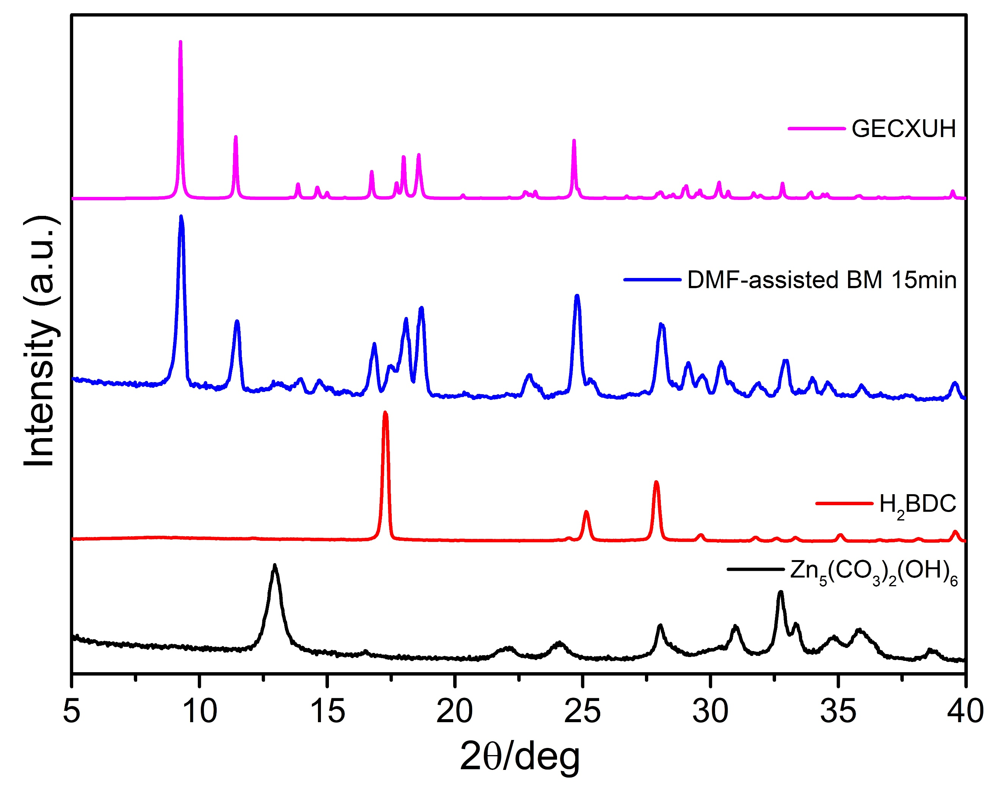 GECXUH
DMF-assisted BM 15min
H₂BDC
Zn₅(CO₃)₂(OH)₆
Intensity (a.u.)
5 10 15 20 25 30 35 40
2θ/deg